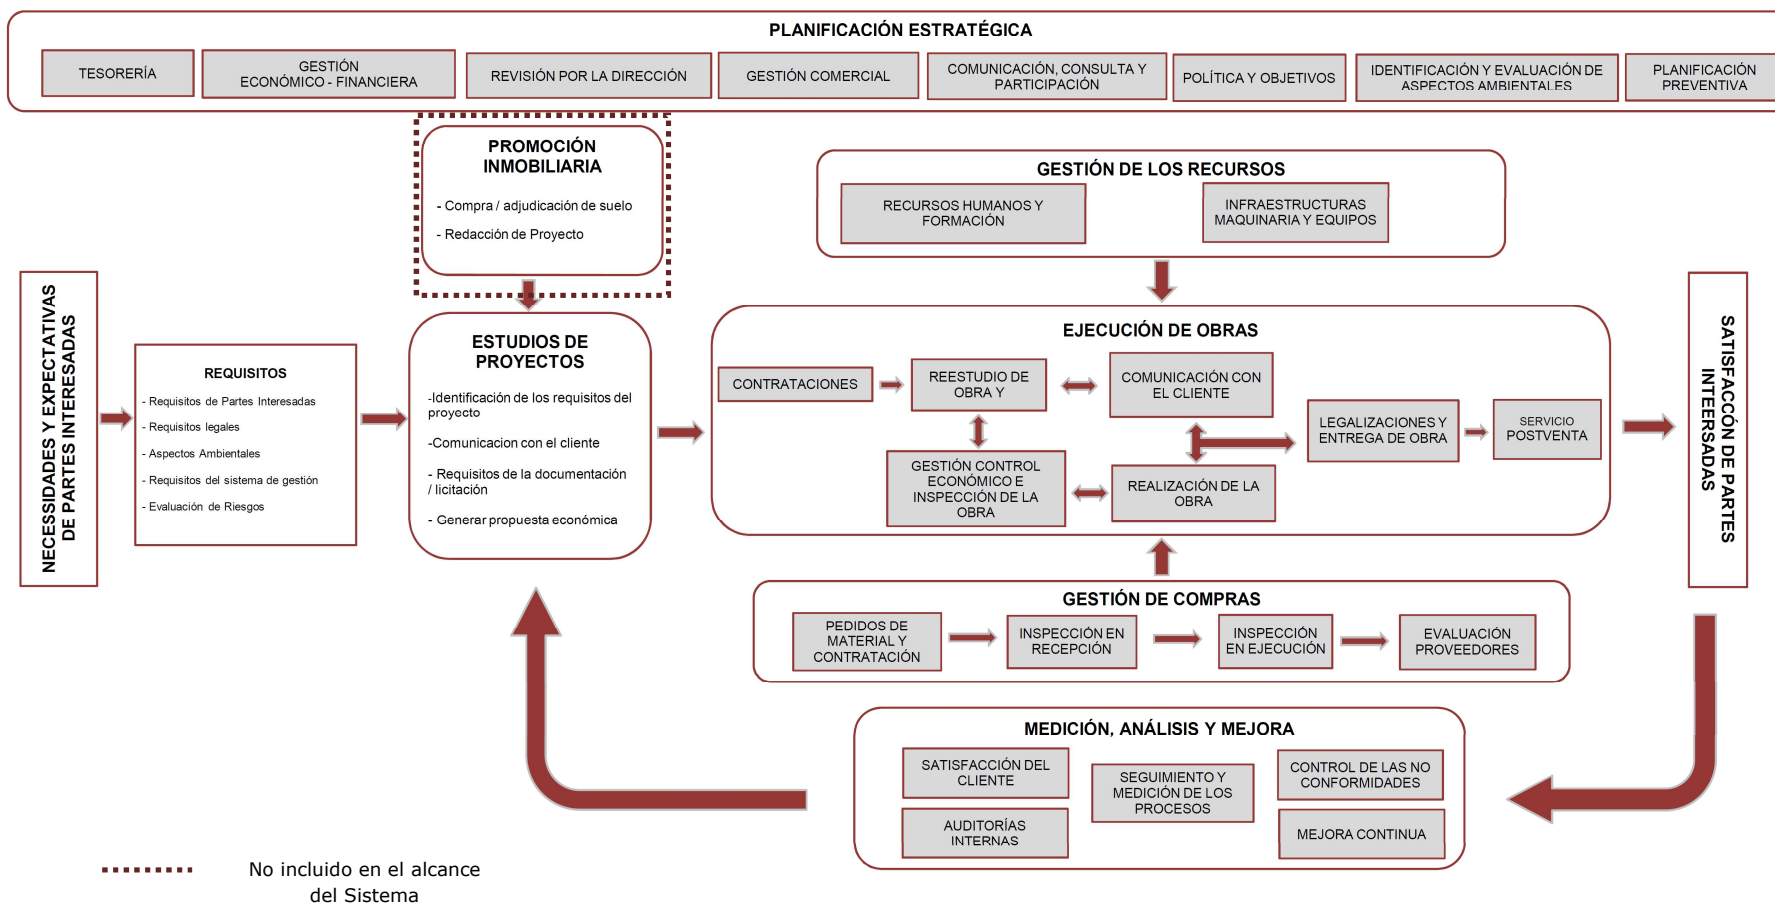 PLANIFICACIÓN ESTRATÉGICA
TESORERÍA
GESTIÓN
ECONÓMICO - FINANCIERA
REVISIÓN POR LA DIRECCIÓN
GESTIÓN COMERCIAL
COMUNICACIÓN, CONSULTA Y
PARTICIPACIÓN
POLÍTICA Y OBJETIVOS
IDENTIFICACIÓN Y EVALUACIÓN DE
ASPECTOS AMBIENTALES
PLANIFICACIÓN
PREVENTIVA
PROMOCIÓN
INMOBILIARIA
- Compra / adjudicación de suelo
- Redacción de Proyecto
GESTIÓN DE LOS RECURSOS
RECURSOS HUMANOS Y
FORMACIÓN
INFRAESTRUCTURAS
MAQUINARIA Y EQUIPOS
NECESSIDADES Y EXPECTATIVAS
DE PARTES INTERESADAS
REQUISITOS
- Requisitos de Partes Interesadas
- Requisitos legales
- Aspectos Ambientales
- Requisitos del sistema de gestión
- Evaluación de Riesgos
ESTUDIOS DE
PROYECTOS
-Identificación de los requisitos del
proyecto
-Comunicacion con el cliente
- Requisitos de la documentación
/ licitación
- Generar propuesta económica
EJECUCIÓN DE OBRAS
CONTRATACIONES
REESTUDIO DE
OBRA Y
COMUNICACIÓN CON
EL CLIENTE
GESTIÓN CONTROL
ECONÓMICO E
INSPECCIÓN DE LA
OBRA
REALIZACIÓN DE LA
OBRA
LEGALIZACIONES Y
ENTREGA DE OBRA
SERVICIO
POSTVENTA
SATISFACCÓN DE PARTES
INTEERSADAS
GESTIÓN DE COMPRAS
PEDIDOS DE
MATERIAL Y
CONTRATACIÓN
INSPECCIÓN EN
RECEPCIÓN
INSPECCIÓN
EN EJECUCIÓN
EVALUACIÓN
PROVEEDORES
MEDICIÓN, ANÁLISIS Y MEJORA
SATISFACCIÓN DEL
CLIENTE
SEGUIMIENTO Y
MEDICIÓN DE LOS
PROCESOS
CONTROL DE LAS NO
CONFORMIDADES
AUDITORÍAS
INTERNAS
MEJORA CONTINUA
No incluido en el alcance
del Sistema